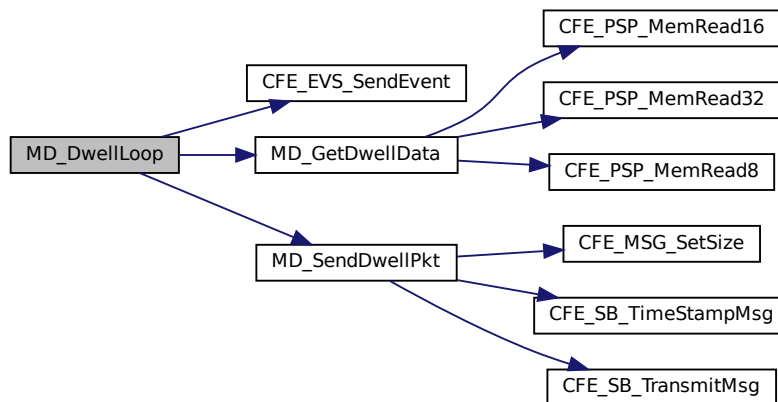 MD_DwellLoop
CFE_EVS_SendEvent
MD_GetDwellData
MD_SendDwellPkt
CFE_PSP_MemRead16
CFE_PSP_MemRead32
CFE_PSP_MemRead8
CFE_MSG_SetSize
CFE_SB_TimeStampMsg
CFE_SB_TransmitMsg